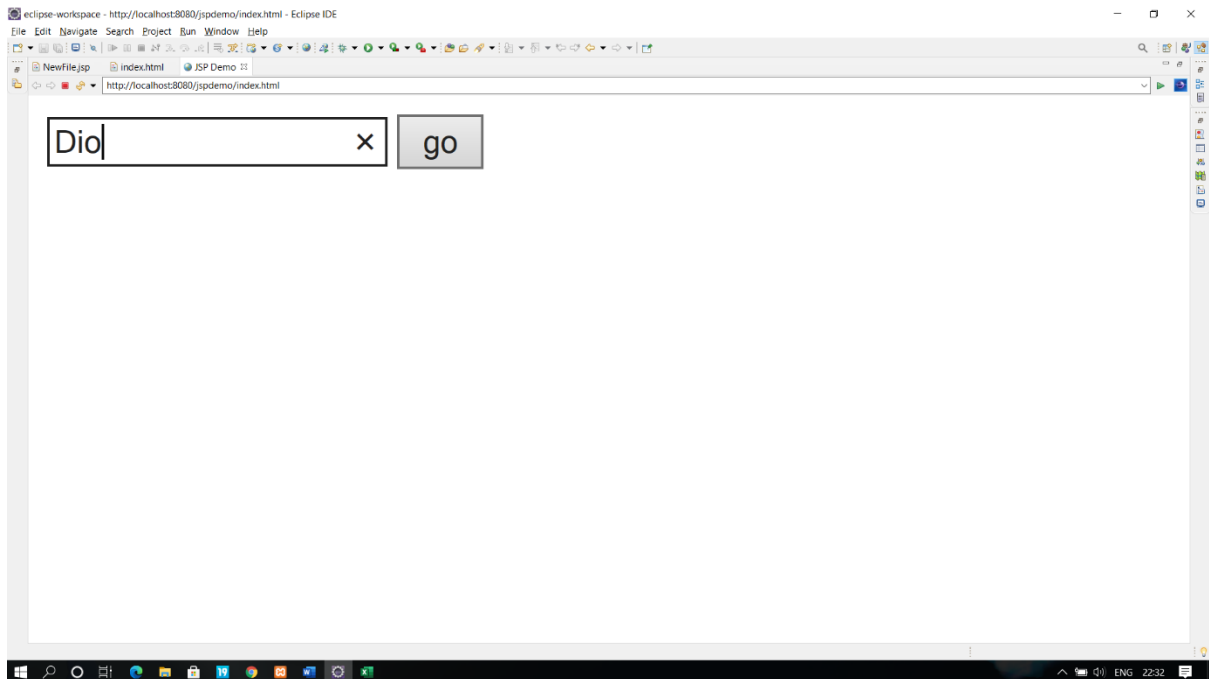 eclipse-workspace - http://localhost:8080/jspdemo/index.html - Eclipse IDE
File Edit Navigate Search Project Run Window Help
NewFile.jsp index.html JSP Demo
http://localhost:8080/jspdemo/index.html
Dio go
19
ENG 22:32